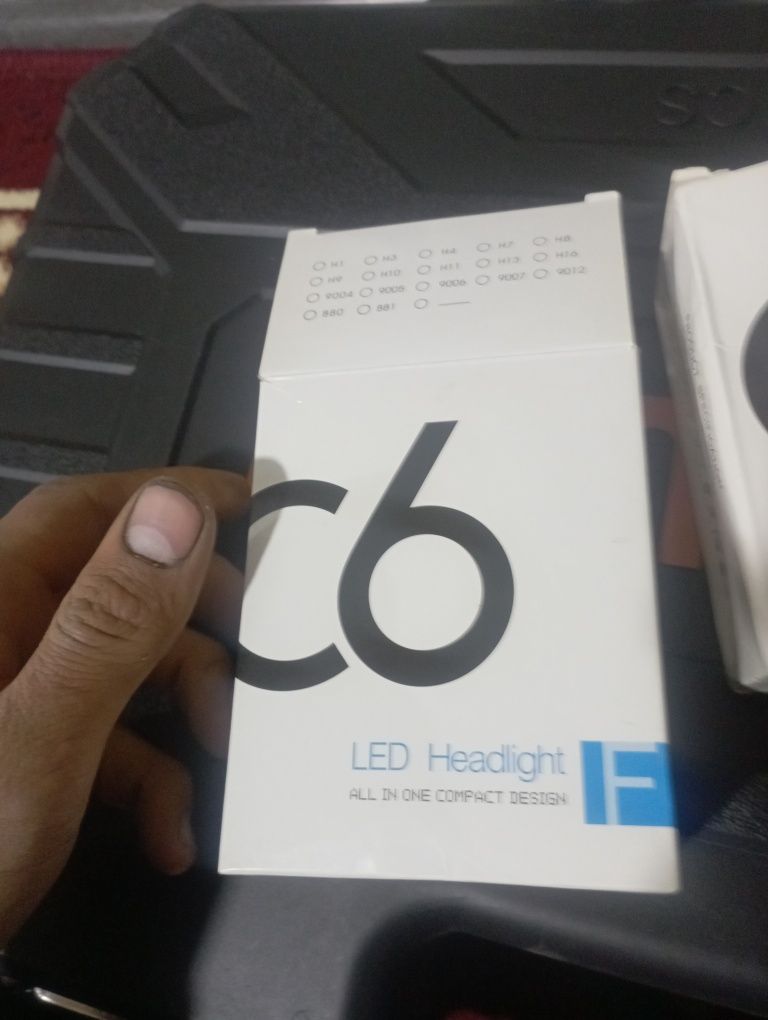 H1 H3 H4 H7 H8
H9 H10 H11 H13 H16
9004 9005 9006 9007 9012
880 881
C6
LED Headlight
ALL IN ONE COMPACT DESIGN
F